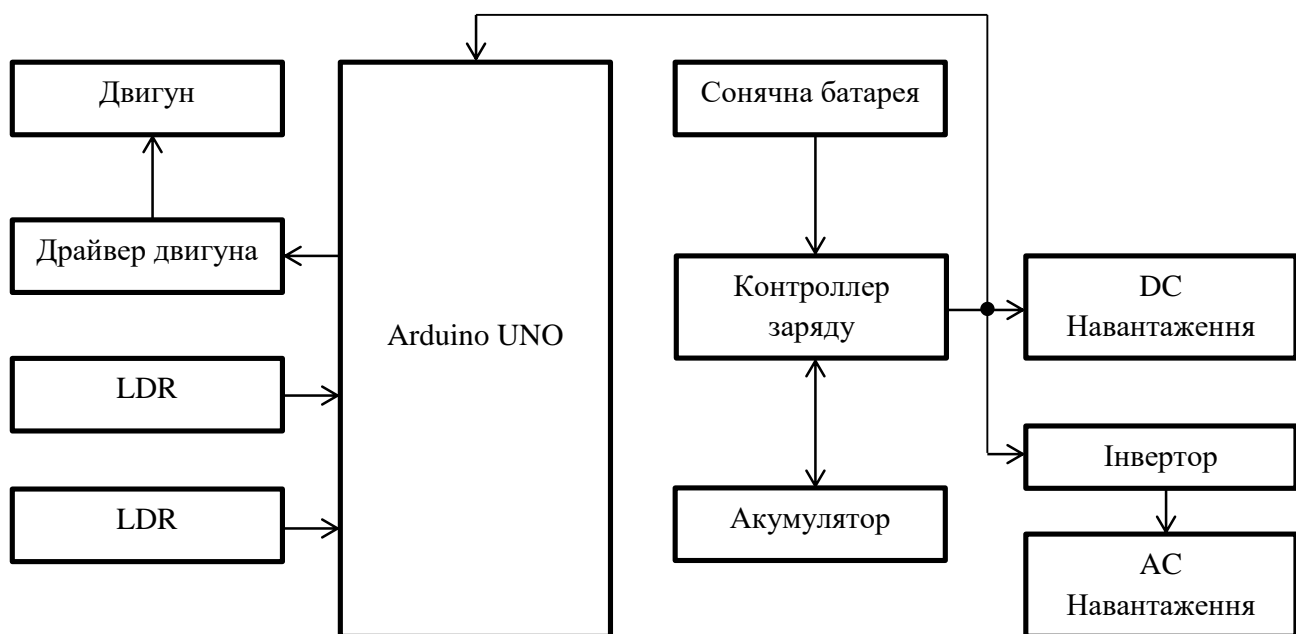 Двигун
Драйвер двигуна
LDR
LDR
Arduino UNO
Сонячна батарея
Контроллер
заряду
Акумулятор
DC
Навантаження
Інвертор
AC
Навантаження